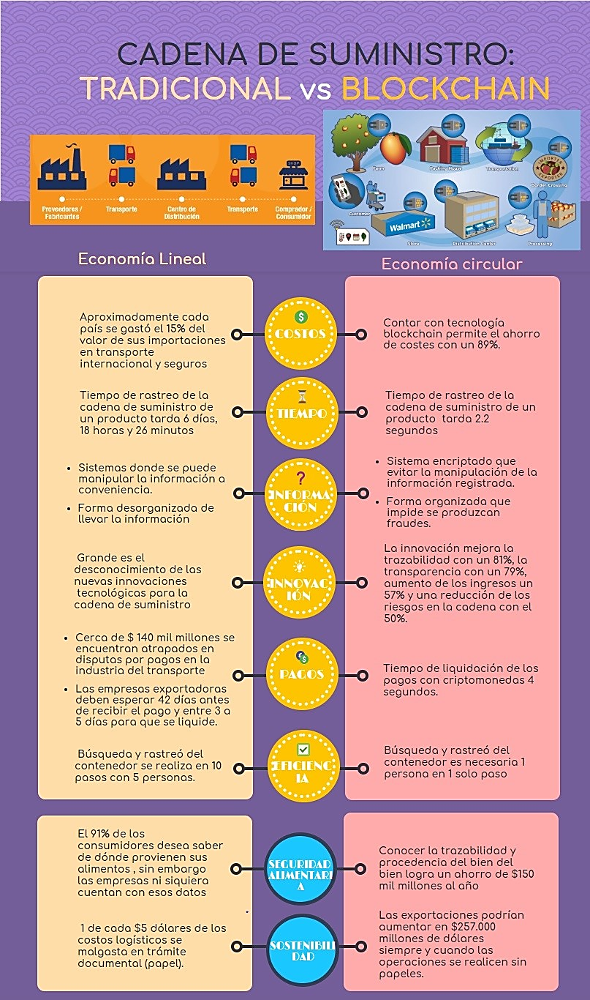 CADENA DE SUMINISTRO:
TRADICIONAL vs BLOCKCHAIN
SHOP
Proveedores /
Fabricantes
Transporte
Centro de
Distribución
Transporte
Comprador /
Consumidor
Farm
Packing House
Transportation
IMPORTER
EXPORTER
Border Crossing
Customer
Walmart
Store
Distribution Center
Processing
Economía Lineal
Economía circular
Aproximadamente cada
país se gastó el 15% del
valor de sus importaciones
en transporte
internacional y seguros
$
COSTOS
Contar con tecnología
blockchain permite el ahorro
de costes con un 89%.
Tiempo de rastreo de la
cadena de suministro de
un producto tarda 6 días,
18 horas y 26 minutos
TIEMPO
Tiempo de rastreo de la
cadena de suministro de un
producto tarda 2.2
segundos
• Sistemas donde se puede
manipular la información a
conveniencia.
• Forma desorganizada de
llevar la información
?
INFORMA
CIÓN
• Sistema encriptado que
evitar la manipulación de la
información registrada.
• Forma organizada que
impide se produzcan
fraudes.
Grande es el
desconocimiento de las
nuevas innovaciones
tecnológicas para la
cadena de suministro
INNOVAC
IÓN
La innovación mejora la
trazabilidad con un 81%, la
transparencia con un 79%,
aumento de los ingresos un
57% y una reducción de los
riesgos en la cadena con el
50%.
• Cerca de $ 140 mil millones se
encuentran atrapados en
disputas por pagos en la
industria del transporte
• Las empresas exportadoras
deben esperar 42 días antes
de recibir el pago y entre 3 a
5 días para que se liquide.
PAGOS
Tiempo de liquidación de los
pagos con criptomonedas 4
segundos.
Búsqueda y rastreó del
contenedor se realiza en 10
pasos con 5 personas.
EFICIENC
IA
Búsqueda y rastreó del
contenedor es necesaria 1
persona en 1 solo paso
El 91% de los
consumidores desea saber
de dónde provienen sus
alimentos , sin embargo
las empresas ni siquiera
cuentan con esos datos
SEGURIDAD
ALIMENTARI
A
Conocer la trazabilidad y
procedencia del bien del
bien logra un ahorro de $150
mil millones al año
1 de cada $5 dólares de los
costos logísticos se
malgasta en trámite
documental (papel).
SOSTENIBILI
DAD
Las exportaciones podrían
aumentar en $257.000
millones de dólares
siempre y cuando las
operaciones se realicen sin
papeles.